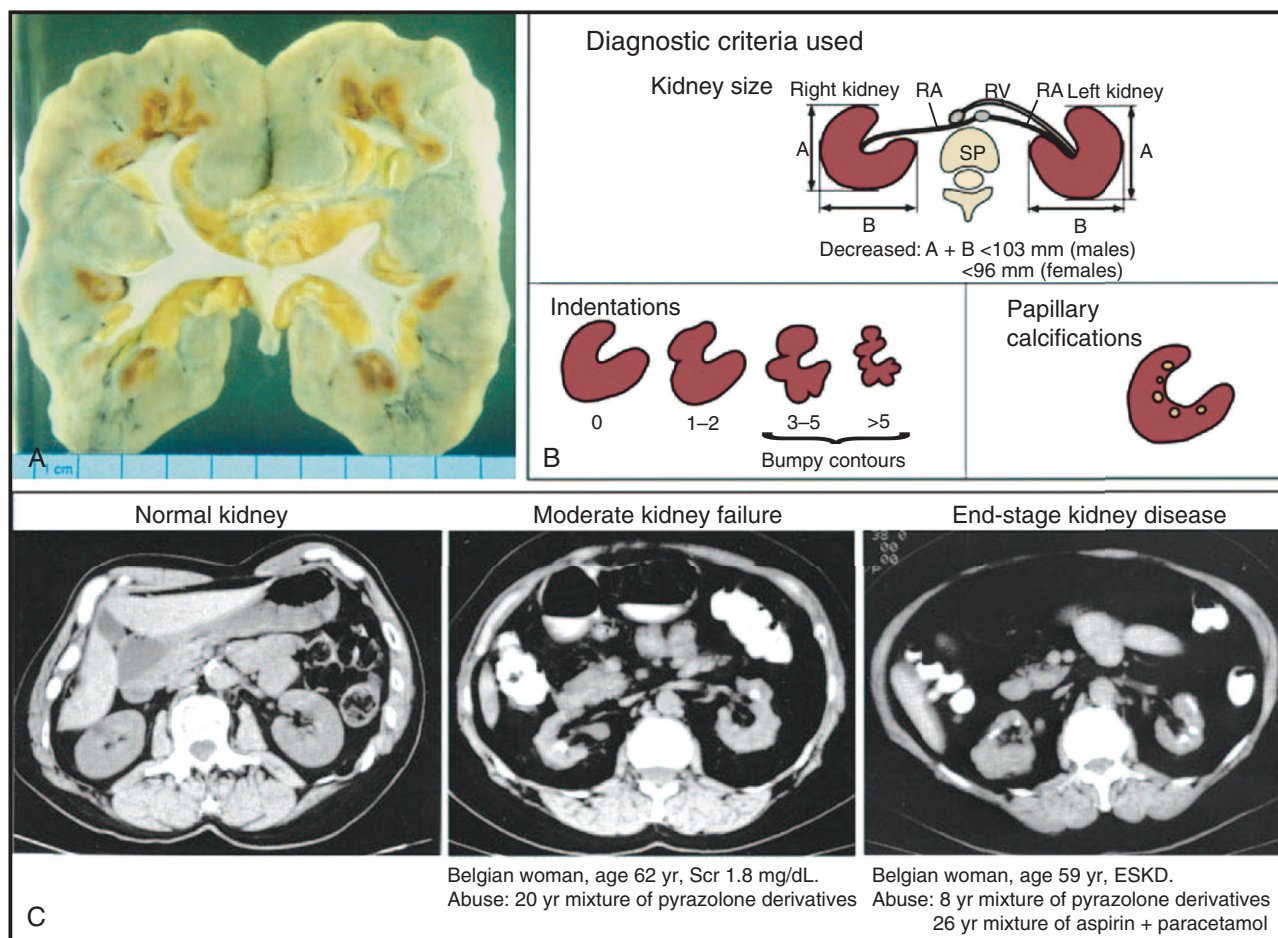 Diagnostic criteria used
Kidney size
Right kidney
RA
RV
RA
Left kidney
A
SP
A
B
B
Decreased: A + B <103 mm (males)
<96 mm (females)
A
1 cm
Indentations
0
1–2
3–5
>5
Bumpy contours
B
Papillary
calcifications
Normal kidney
Moderate kidney failure
End-stage kidney disease
38 0
00
00
Belgian woman, age 62 yr, Scr 1.8 mg/dL.
Abuse: 20 yr mixture of pyrazolone derivatives
Belgian woman, age 59 yr, ESKD.
Abuse: 8 yr mixture of pyrazolone derivatives
26 yr mixture of aspirin + paracetamol
C